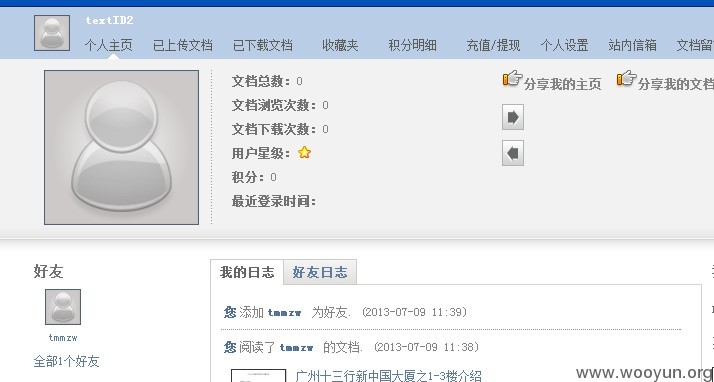 textID2
个人主页 已上传文档 已下载文档 收藏夹 积分明细 充值/提现 个人设置 站内信箱 文档留
文档总数：0
文档浏览次数：0
文档下载次数：0
用户星级：
积分：0
最近登录时间：
分享我的主页 分享我的文档
好友
tmmzw
全部1个好友
我的日志 好友日志
您 添加 tmmzw 为好友. (2013-07-09 11:39)
您 阅读了 tmmzw 的文档. (2013-07-09 11:38)
广州十三行新中国大厦之1-3楼介绍
www.wooyun.org